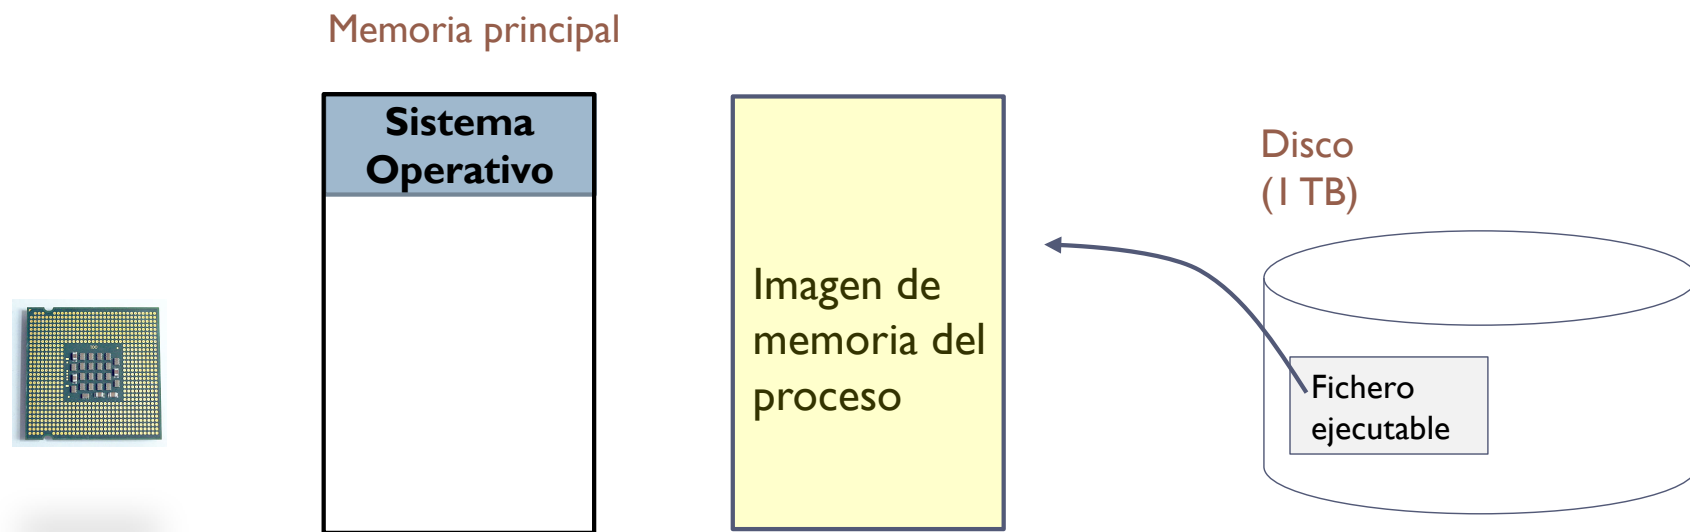 Memoria principal
Sistema
Operativo
Imagen de
memoria del
proceso
Disco
(1 TB)
Fichero
ejecutable